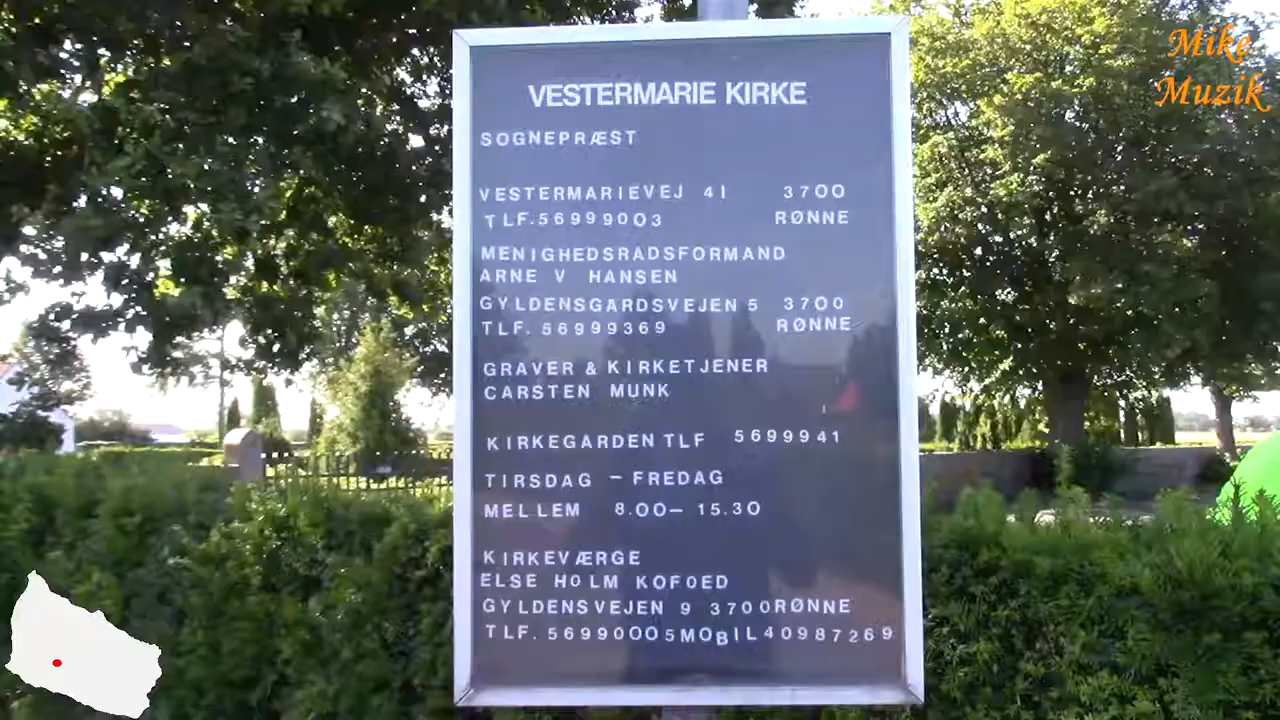 Mike
Muzik
VESTERMARIE KIRKE
SOGNEPRÆST
VESTERMARIEVEJ 41 3700
TLF.56999003 RØNNE
MENIGHEDSRADSFORMAND
ARNE V HANSEN
GYLDENSGARDSVEJEN 5 3700
TLF. 56999369 RØNNE
GRAVER & KIRKETJENER
CARSTEN MUNK
KIRKEGARDEN TLF 5699941
TIRSDAG - FREDAG
MELLEM 8.00- 15.30
KIRKEVÆRGE
ELSE HOLM KOFOED
GYLDENSVEJEN 9 3700RØNNE
TLF. 56990005MOBIL40987269